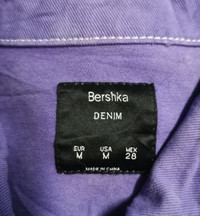 Bershka
DENIM
EUR USA MEX
M M 28
MADE IN CHINA